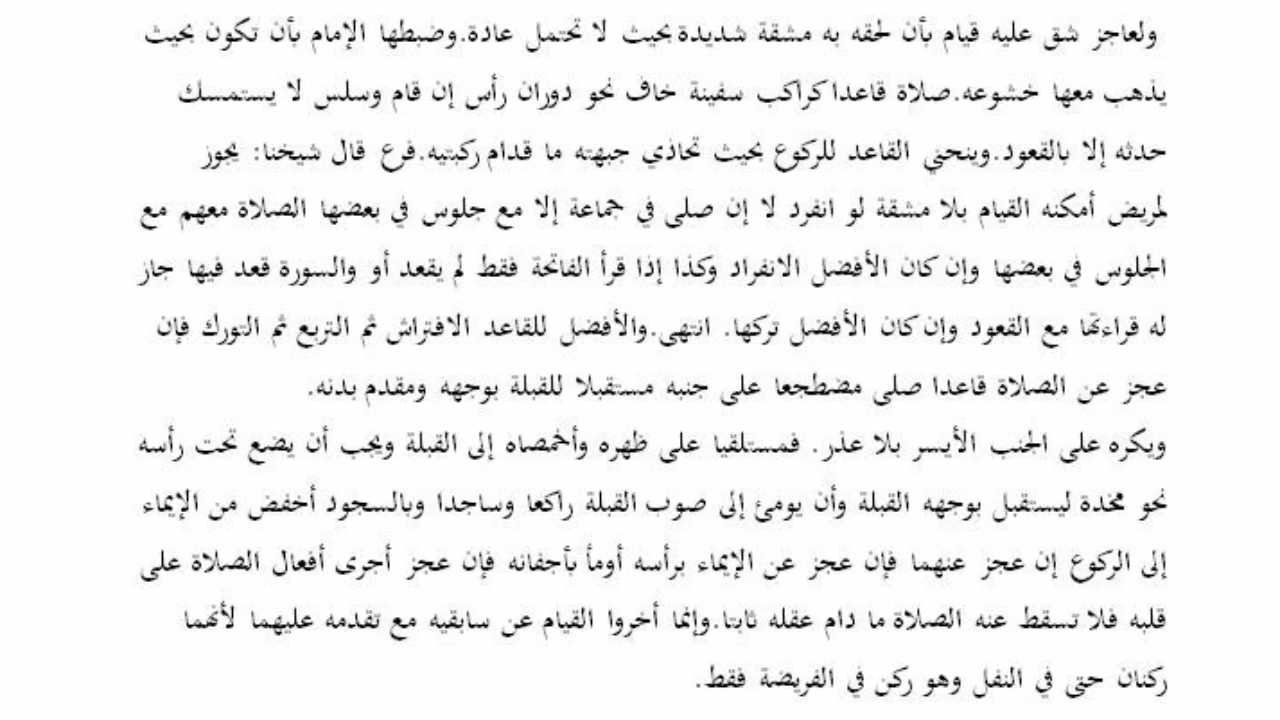 ولعاجز شق عليه قيام بأن لحقه به مشقة شديدة بحيث لا تحتمل عادة.وضبطها الإمام بأن تكون بحيث
يذهب معها خشوعه.صلاة قاعدا كراكب سفينة خاف نحو دوران رأس إن قام وسلس لا يستمسك
حدثه إلا بالقعود.وينحني القاعد للركوع بحيث تحاذي جبهته ما قدام ركبتيه.فرع قال شيخنا: يجوز
لمريض أمكنه القيام بلا مشقة لو انفرد لا إن صلى في جماعة إلا مع جلوس في بعضها الصلاة معهم مع
الجلوس في بعضها وإن كان الأفضل الانفراد وكذا إذا قرأ الفاتحة فقط لم يقعد أو والسورة قعد فيها جاز
له قراءتها مع القعود وإن كان الأفضل تركها. انتهى.والأفضل للقاعد الافتراش ثم التربع ثم التورك فإن
عجز عن الصلاة قاعدا صلى مضطجعا على جنبه مستقبلا للقبلة بوجهه ومقدم بدنه.
ويكره على الجنب الأيسر بلا عذر. فمستلقيا على ظهره وأخمصاه إلى القبلة ويجب أن يضع تحت رأسه
نحو مخدة ليستقبل بوجهه القبلة وأن يومئ إلى صوب القبلة راكعا وساجدا وبالسجود أخفض من الإيماء
إلى الركوع إن عجز عنهما فإن عجز عن الإيماء برأسه أومأ بأجفانه فإن عجز أجرى أفعال الصلاة على
قلبه فلا تسقط عنه الصلاة ما دام عقله ثابتا.وإنما أخروا القيام عن سابقيه مع تقدمه عليهما لأنهما
ركنان حتى في النفل وهو ركن في الفريضة فقط.